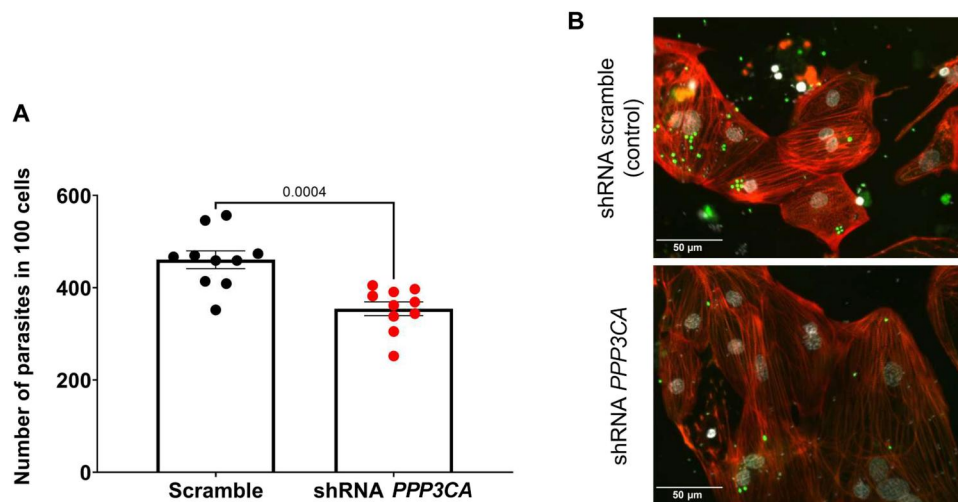 A
Number of parasites in 100 cells
600
400
200
0
0.0004
Scramble
shRNA PPP3CA
B
shRNA scramble
(control)
50 µm
shRNA PPP3CA
50 µm